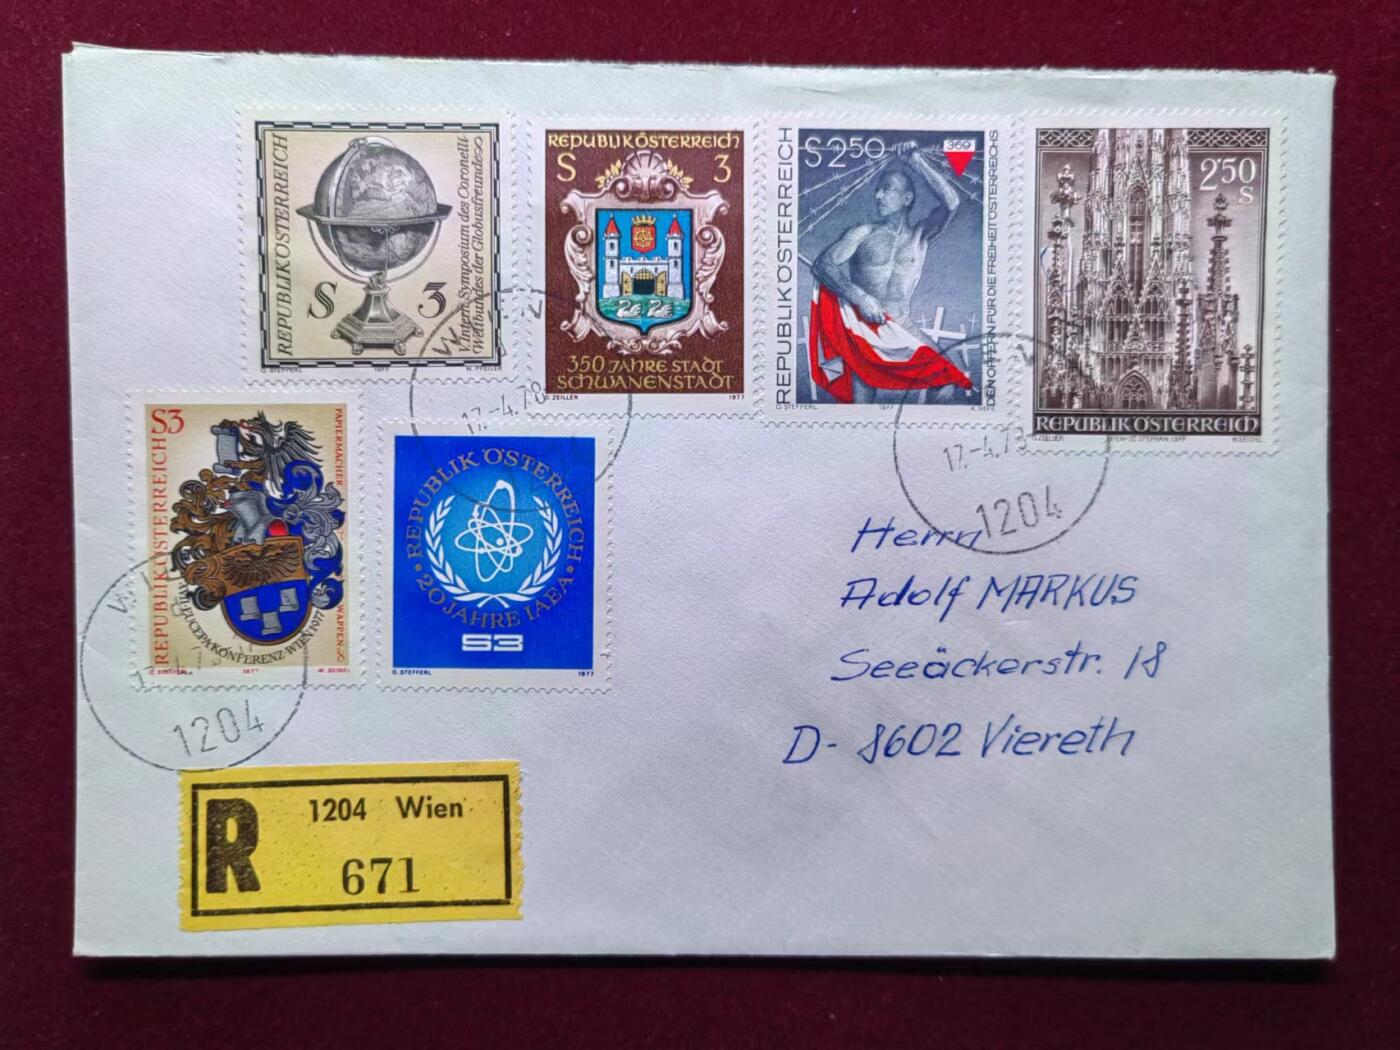 REPUBLIK ÖSTERREICH
V. Intern. Symposium des Coronelli-
Weltbundes der Globusfreunde
S 3
G. STEFFERL 1977 W. PFEILER
REPUBLIK ÖSTERREICH
S 3
350 JAHRE STADT
SCHWANENSTADT
O. ZEILLER 1977
S 2.50
369
REPUBLIK ÖSTERREICH
DEN OPFERN FÜR DIE FREIHEIT ÖSTERREICHS
O. STEFFERL 1977 A. NEFE
2.50
S
REPUBLIK ÖSTERREICH
O. ZEILLER WIEN-ST. STEPHAN 1977 W. SEIDEL
S3
REPUBLIK ÖSTERREICH
PAPIERMACHER
WAPPEN
XVII. EUCEPA-KONFERENZ·WIEN 1977
1977 W. SEIDEL
REPUBLIK ÖSTERREICH
20 JAHRE IAEA
S3
O. STEFFERL 1977
17.-4.78
17.-4.7
1204
1204
Herrn
Adolf MARKUS
Seeäckerstr. 18
D- 8602 Viereth
R
1204 Wien
671